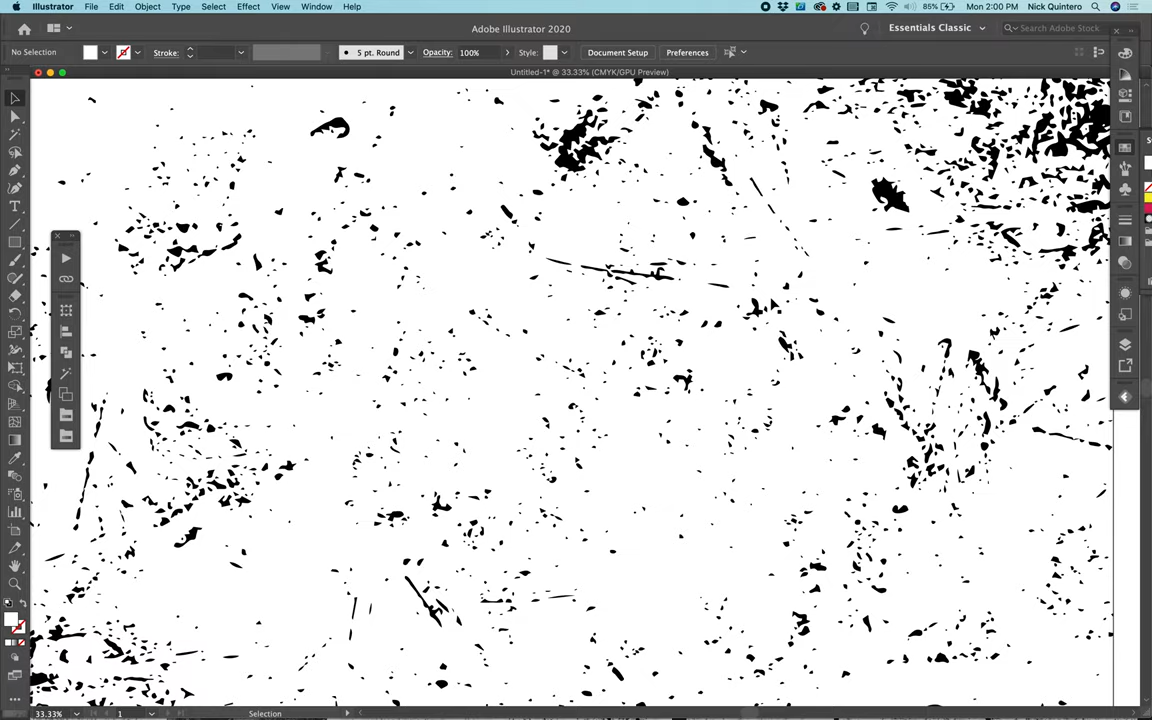 Illustrator File Edit Object Type Select Effect View Window Help
85% Mon 2:00 PM Nick Quintero
Adobe Illustrator 2020
Essentials Classic
Search Adobe Stock
No Selection
Stroke:
5 pt. Round
Opacity: 100%
Style:
Document Setup
Preferences
Untitled-1* @ 33.33% (CMYK/GPU Preview)
33.33% 1 Selection